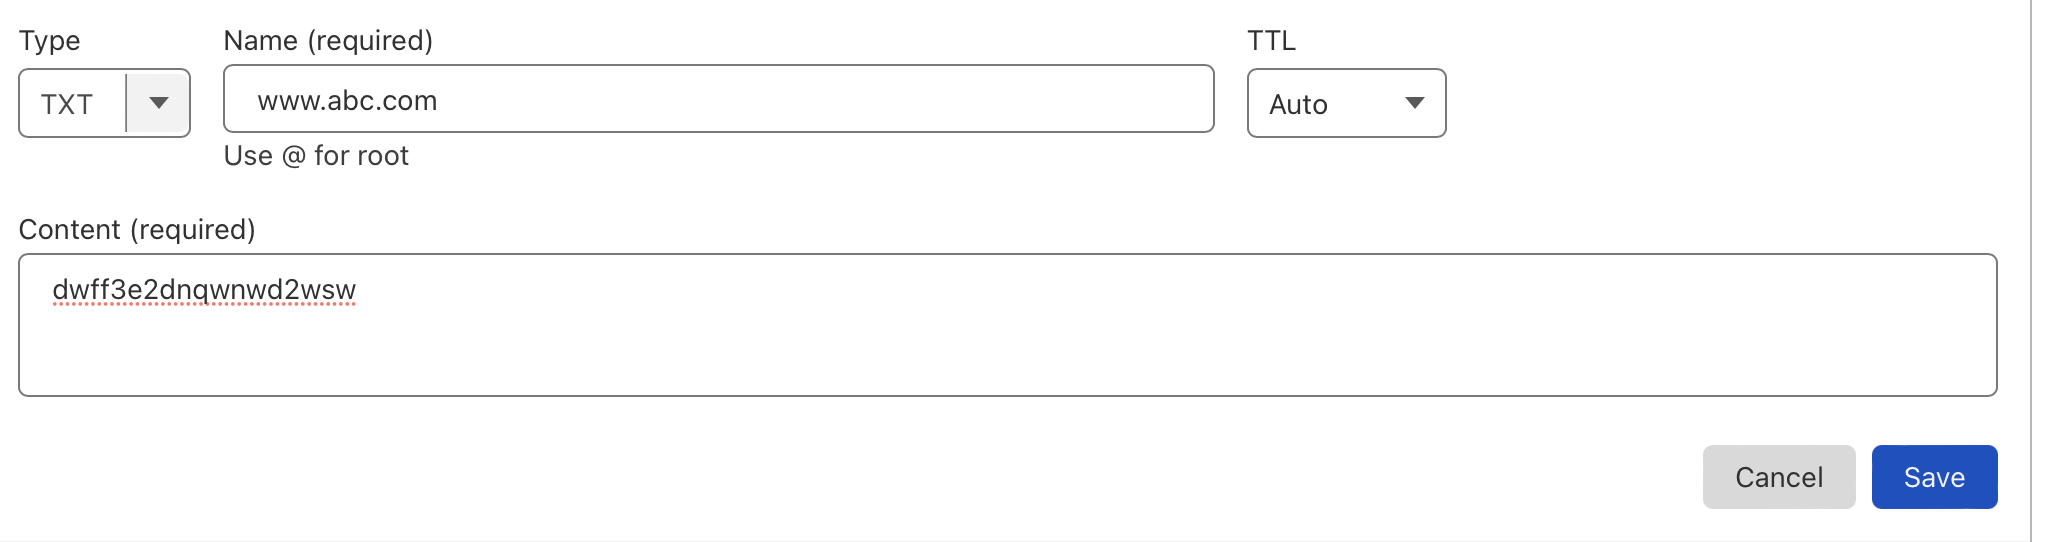 Type
Name (required)
TTL
TXT
www.abc.com
Auto
Use @ for root
Content (required)
dwff3e2dnqwnwd2wsw
Cancel
Save